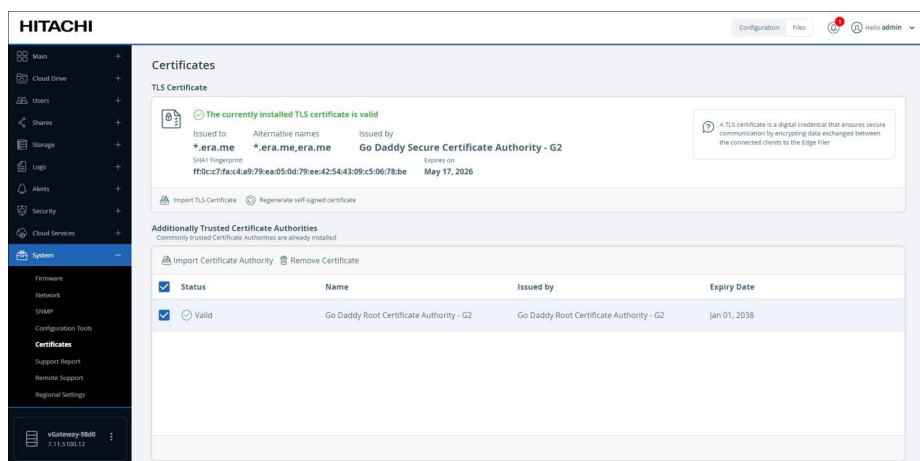 HITACHI
Configuration Files 1 Hello admin
Main
Cloud Drive
Users
Shares
Storage
Logs
Alerts
Security
Cloud Services
System
Firmware
Network
SNMP
Configuration Tools
Certificates
Support Report
Remote Support
Regional Settings
vGateway-98d0
7.11.5100.12
Certificates
TLS Certificate
The currently installed TLS certificate is valid
Issued to Alternative names Issued by
*.era.me *.era.me,era.me Go Daddy Secure Certificate Authority - G2
SHA1 Fingerprint Expires on
ff:0c:c7:fa:c4:a9:79:ea:05:0d:79:ee:42:54:43:09:c5:06:78:be May 17, 2026
A TLS certificate is a digital credential that ensures secure
communication by encrypting data exchanged between
the connected clients to the Edge Filer
Import TLS Certificate Regenerate self-signed certificate
Additionally Trusted Certificate Authorities
Commonly trusted Certificate Authorities are already installed
Import Certificate Authority Remove Certificate
Status Name Issued by Expiry Date
Valid Go Daddy Root Certificate Authority - G2 Go Daddy Root Certificate Authority - G2 Jan 01, 2038